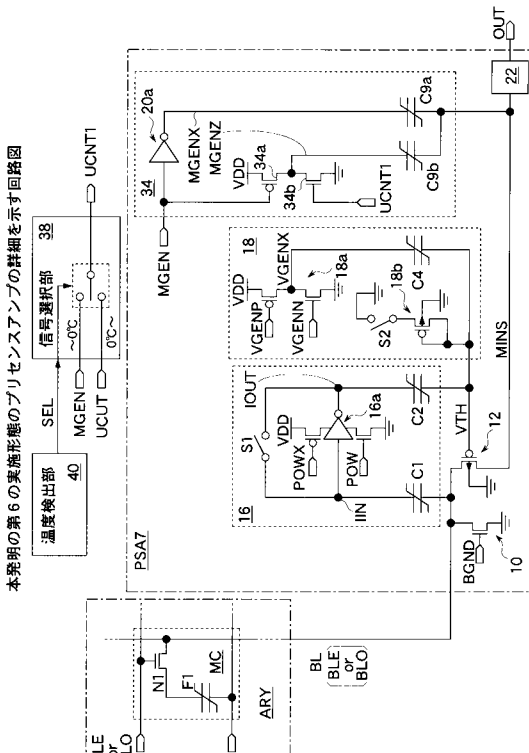 本発明の第6の実施形態のプリセンスアンプの詳細を示す回路図
温度検出部
40
SEL
信号選択部
38
~0℃
MGEN
UCUT
0℃~
UCNT1
PSA7
34
20a
MGEN
MGENX
MGENZ
VDD
34a
34b
UCNT1
C9a
C9b
22
OUT
18
VDD
VGENP
VGENX
VGENN
18a
S2
18b
C4
MINS
16
S1
IOUT
VDD
POWX
16a
POW
IIN
C1
C2
VTH
12
BGND
10
BLE
or
BLO
N1
F1
MC
ARY
BL
BLE
or
BLO